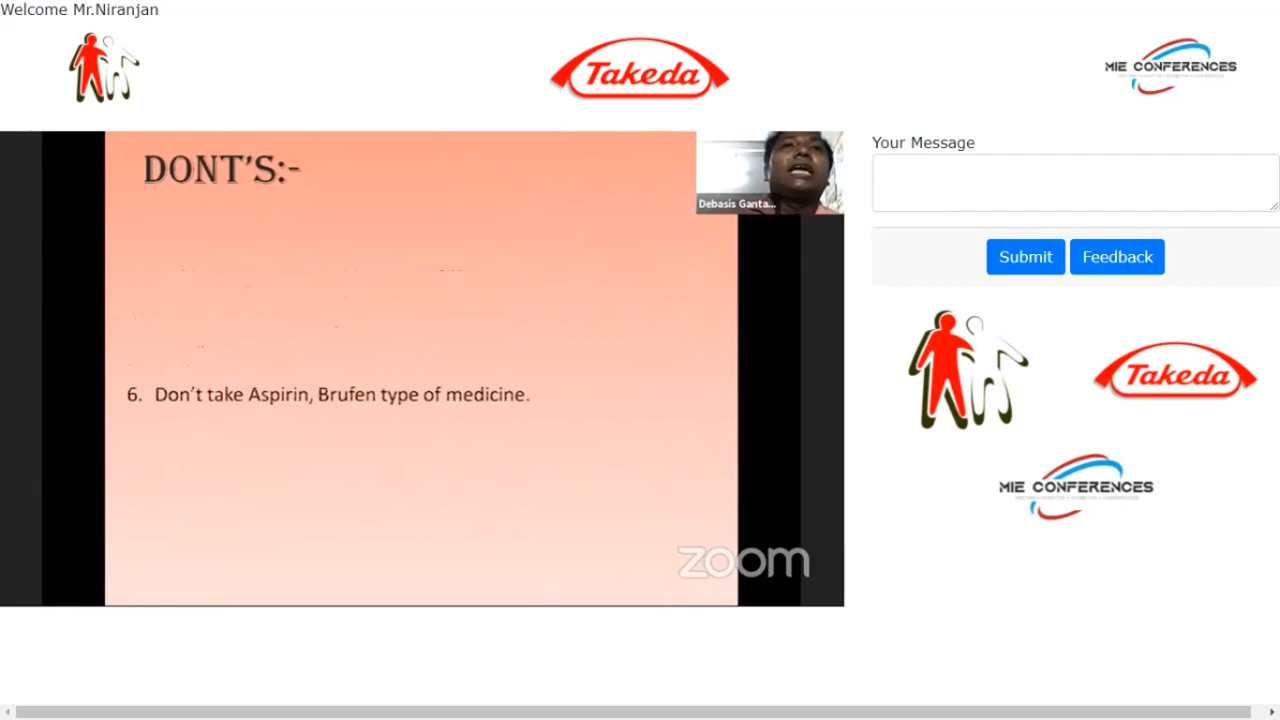 Welcome Mr.Niranjan
Takeda
MIE CONFERENCES
DONT'S:-
Debasis Ganta...
Your Message
Submit
Feedback
6. Don't take Aspirin, Brufen type of medicine.
Takeda
MIE CONFERENCES
zoom